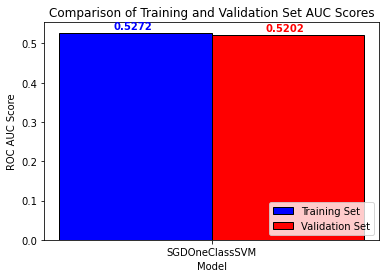 Comparison of Training and Validation Set AUC Scores
0.5272
0.5202
0.5
0.4
0.3
0.2
0.1
0.0
ROC AUC Score
Training Set
Validation Set
SGDOneClassSVM
Model